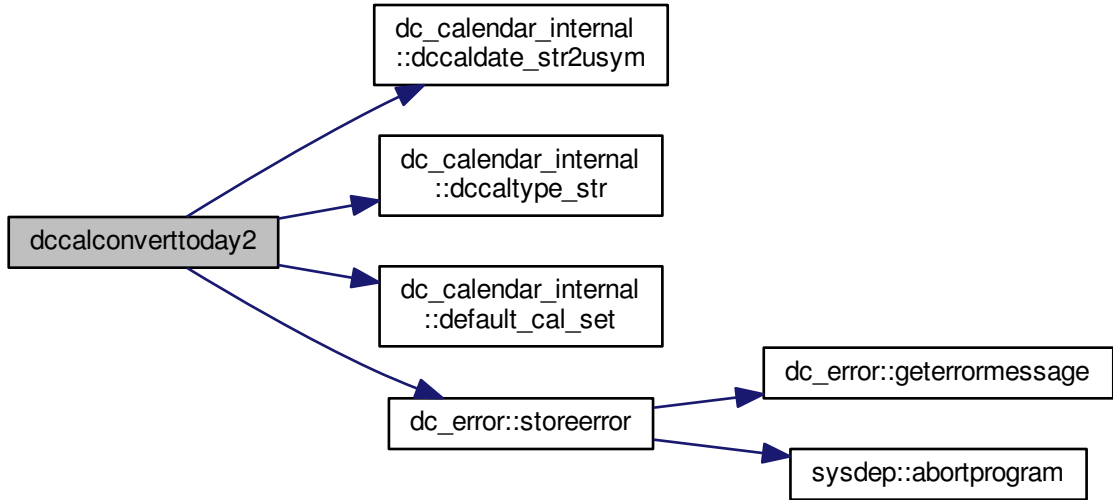 dc_calendar_internal
::dccaldate_str2usym
dc_calendar_internal
::dccaltype_str
dccalconverttoday2
dc_calendar_internal
::default_cal_set
dc_error::geterrormessage
dc_error::storeerror
sysdep::abortprogram